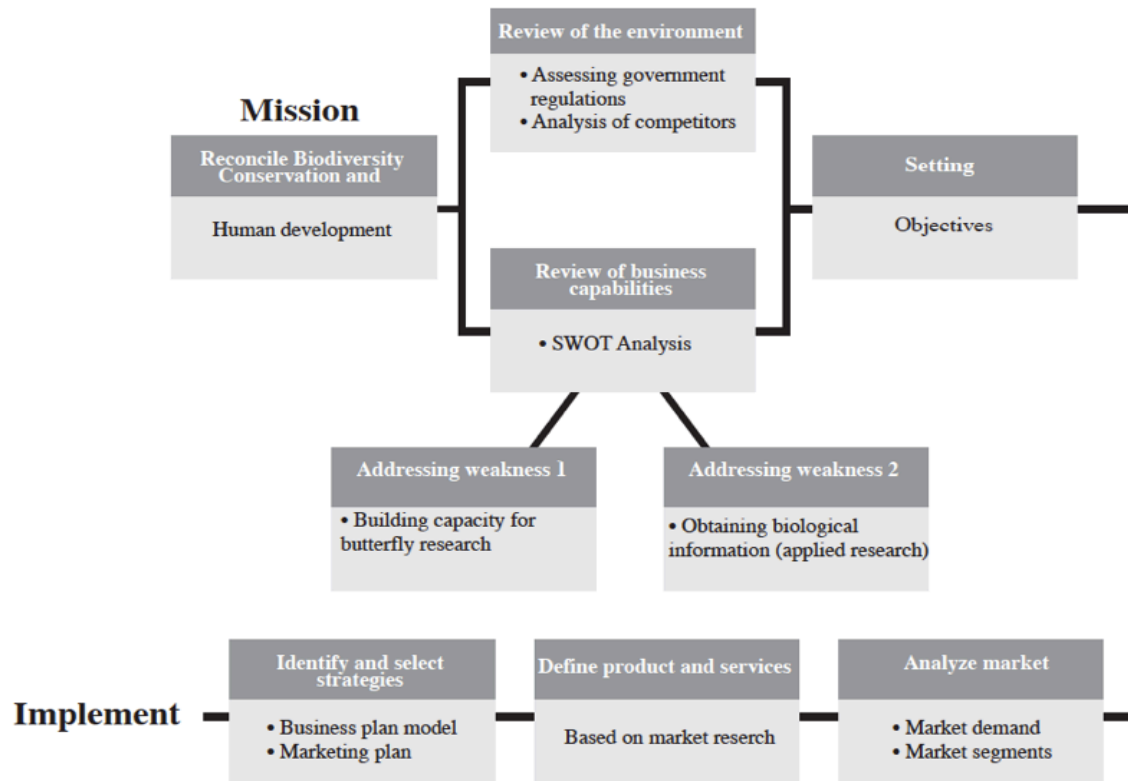 Mission
Reconcile Biodiversity
Conservation and
Human development
Review of the environment
• Assessing government
regulations
• Analysis of competitors
Review of business
capabilities
• SWOT Analysis
Setting
Objectives
Addressing weakness 1
• Building capacity for
butterfly research
Addressing weakness 2
• Obtaining biological
information (applied research)
Implement
Identify and select
strategies
• Business plan model
• Marketing plan
Define product and services
Based on market reserch
Analyze market
• Market demand
• Market segments